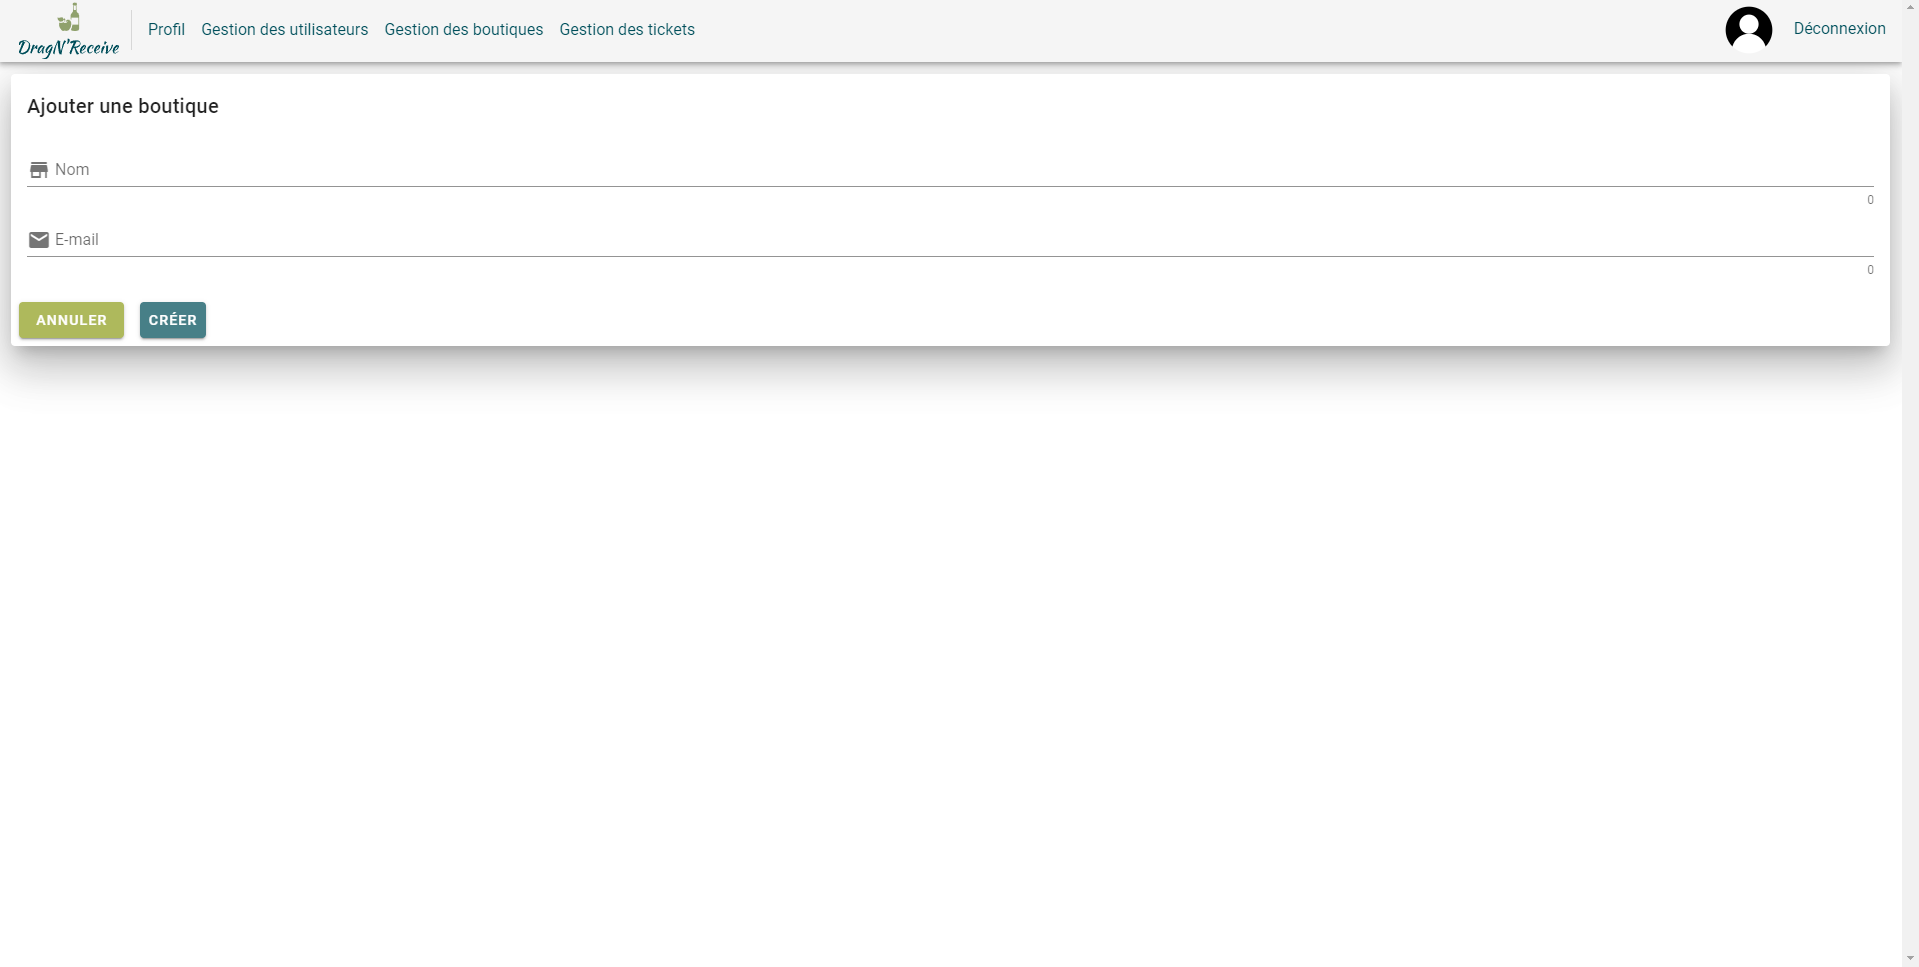 DragN'Receive
Profil Gestion des utilisateurs Gestion des boutiques Gestion des tickets Déconnexion
Ajouter une boutique
Nom
0
E-mail
0
ANNULER CRÉER